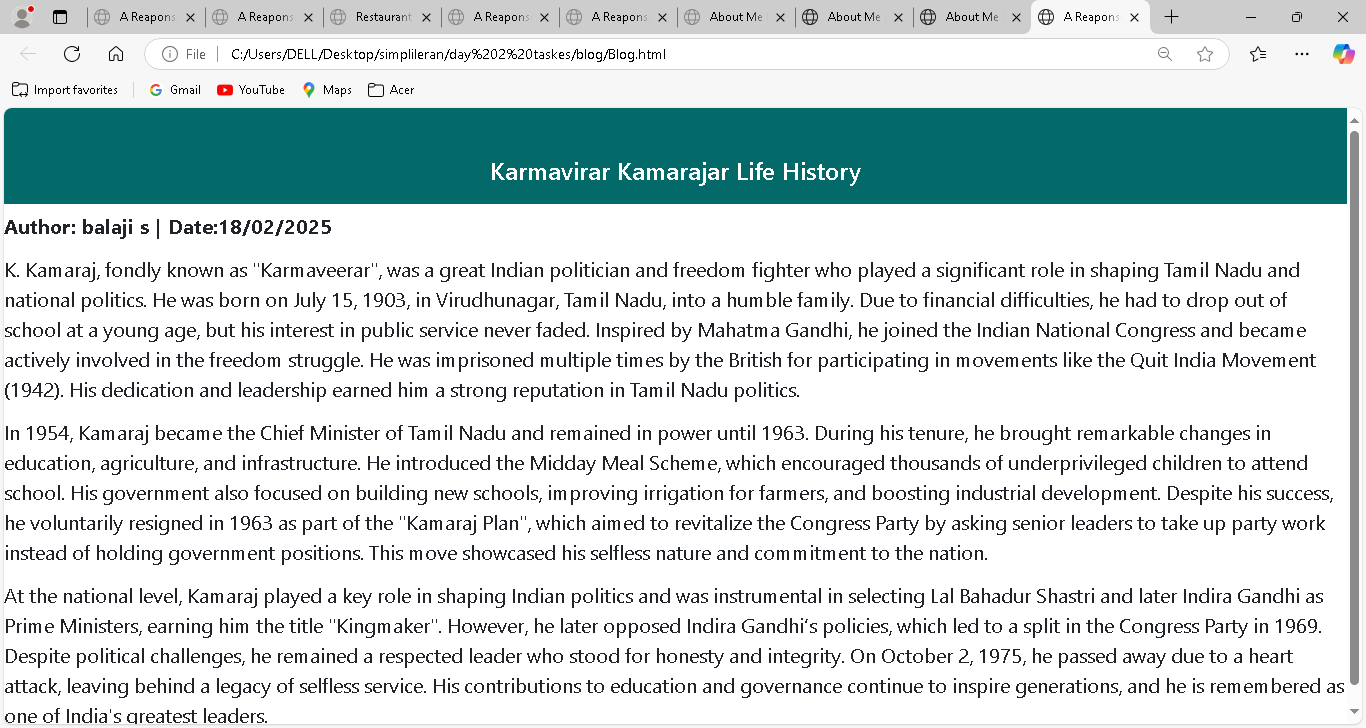 A Reapons
A Reapons
Restaurant
A Reapons
A Reapons
About Me
About Me
About Me
A Reapons
File
C:/Users/DELL/Desktop/simplileran/day%202%20taskes/blog/Blog.html
Import favorites
Gmail
YouTube
Maps
Acer
Karmavirar Kamarajar Life History
Author: balaji s | Date:18/02/2025
K. Kamaraj, fondly known as "Karmaveerar", was a great Indian politician and freedom fighter who played a significant role in shaping Tamil Nadu and
national politics. He was born on July 15, 1903, in Virudhunagar, Tamil Nadu, into a humble family. Due to financial difficulties, he had to drop out of
school at a young age, but his interest in public service never faded. Inspired by Mahatma Gandhi, he joined the Indian National Congress and became
actively involved in the freedom struggle. He was imprisoned multiple times by the British for participating in movements like the Quit India Movement
(1942). His dedication and leadership earned him a strong reputation in Tamil Nadu politics.
In 1954, Kamaraj became the Chief Minister of Tamil Nadu and remained in power until 1963. During his tenure, he brought remarkable changes in
education, agriculture, and infrastructure. He introduced the Midday Meal Scheme, which encouraged thousands of underprivileged children to attend
school. His government also focused on building new schools, improving irrigation for farmers, and boosting industrial development. Despite his success,
he voluntarily resigned in 1963 as part of the "Kamaraj Plan", which aimed to revitalize the Congress Party by asking senior leaders to take up party work
instead of holding government positions. This move showcased his selfless nature and commitment to the nation.
At the national level, Kamaraj played a key role in shaping Indian politics and was instrumental in selecting Lal Bahadur Shastri and later Indira Gandhi as
Prime Ministers, earning him the title "Kingmaker". However, he later opposed Indira Gandhi’s policies, which led to a split in the Congress Party in 1969.
Despite political challenges, he remained a respected leader who stood for honesty and integrity. On October 2, 1975, he passed away due to a heart
attack, leaving behind a legacy of selfless service. His contributions to education and governance continue to inspire generations, and he is remembered as
one of India's greatest leaders.